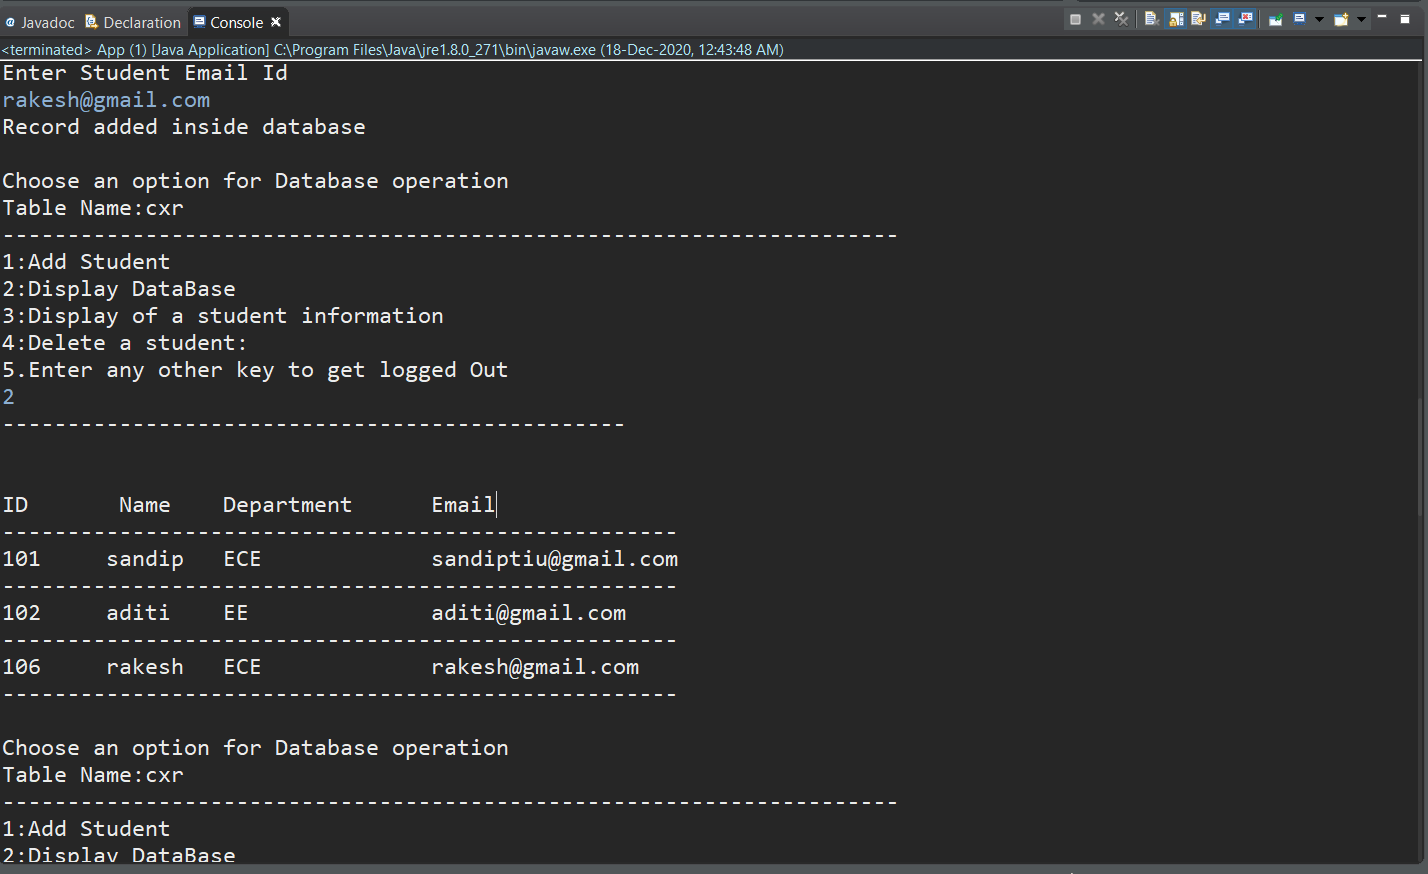 Javadoc Declaration Console
<terminated> App (1) [Java Application] C:\Program Files\Java\jre1.8.0_271\bin\javaw.exe (18-Dec-2020, 12:43:48 AM)
Enter Student Email Id
rakesh@gmail.com
Record added inside database
Choose an option for Database operation
Table Name:cxr
---------------------------------------------------------------------
1:Add Student
2:Display DataBase
3:Display of a student information
4:Delete a student:
5.Enter any other key to get logged Out
2
------------------------------------------------
ID       Name    Department      Email
----------------------------------------------------
101     sandip   ECE             sandiptiu@gmail.com
----------------------------------------------------
102     aditi    EE              aditi@gmail.com
----------------------------------------------------
106     rakesh   ECE             rakesh@gmail.com
----------------------------------------------------
Choose an option for Database operation
Table Name:cxr
---------------------------------------------------------------------
1:Add Student
2:Display DataBase